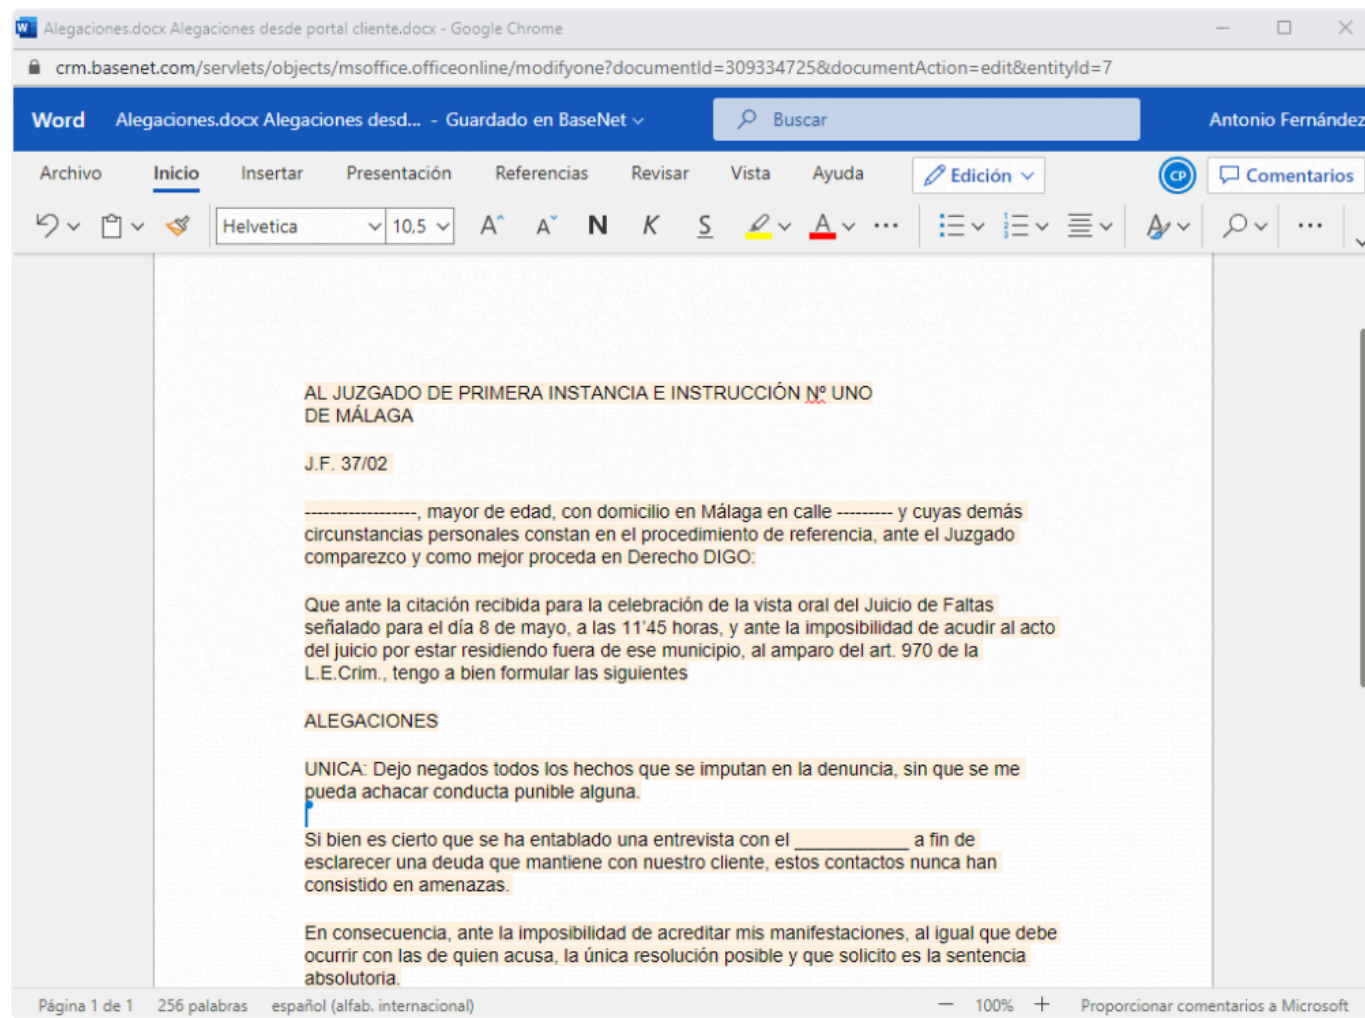 Alegaciones.docx Alegaciones desde portal cliente.docx - Google Chrome
crm.basenet.com/servlets/objects/msoffice.officeonline/modifyone?documentId=309334725&documentAction=edit&entityId=7
Word Alegaciones.docx Alegaciones desd... - Guardado en BaseNet Buscar Antonio Fernández
Archivo Inicio Insertar Presentación Referencias Revisar Vista Ayuda Edición CP Comentarios
Helvetica 10,5 A A N K S A ...
AL JUZGADO DE PRIMERA INSTANCIA E INSTRUCCIÓN Nº UNO
DE MÁLAGA
J.F. 37/02
------------------, mayor de edad, con domicilio en Málaga en calle --------- y cuyas demás
circunstancias personales constan en el procedimiento de referencia, ante el Juzgado
comparezco y como mejor proceda en Derecho DIGO:
Que ante la citación recibida para la celebración de la vista oral del Juicio de Faltas
señalado para el día 8 de mayo, a las 11'45 horas, y ante la imposibilidad de acudir al acto
del juicio por estar residiendo fuera de ese municipio, al amparo del art. 970 de la
L.E.Crim., tengo a bien formular las siguientes
ALEGACIONES
UNICA: Dejo negados todos los hechos que se imputan en la denuncia, sin que se me
pueda achacar conducta punible alguna.
Si bien es cierto que se ha entablado una entrevista con el ___________ a fin de
esclarecer una deuda que mantiene con nuestro cliente, estos contactos nunca han
consistido en amenazas.
En consecuencia, ante la imposibilidad de acreditar mis manifestaciones, al igual que debe
ocurrir con las de quien acusa, la única resolución posible y que solicito es la sentencia
absolutoria.
Página 1 de 1 256 palabras español (alfab. internacional) 100% Proporcionar comentarios a Microsoft